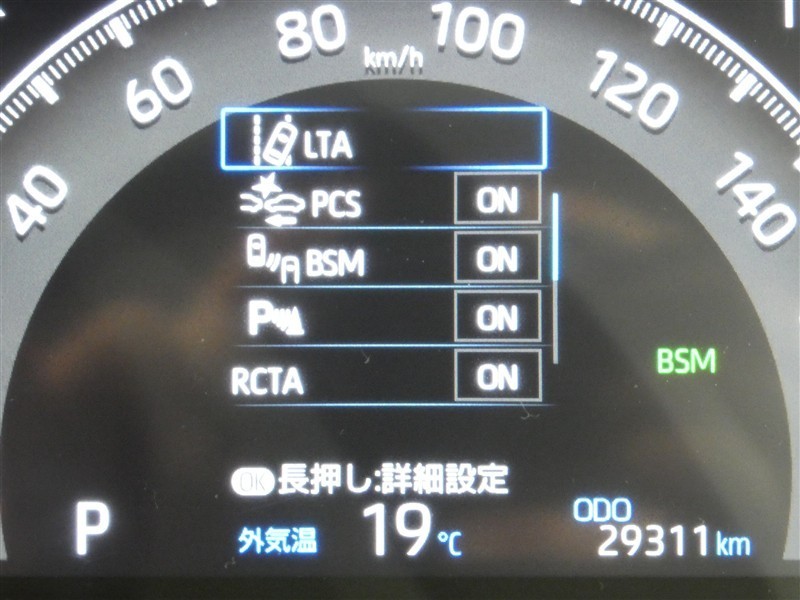 40 60 80 100 120 140
km/h
LTA
PCS ON
BSM ON
P ON
RCTA ON
BSM
OK 長押し:詳細設定
P 外気温 19 ℃
ODO
29311 km